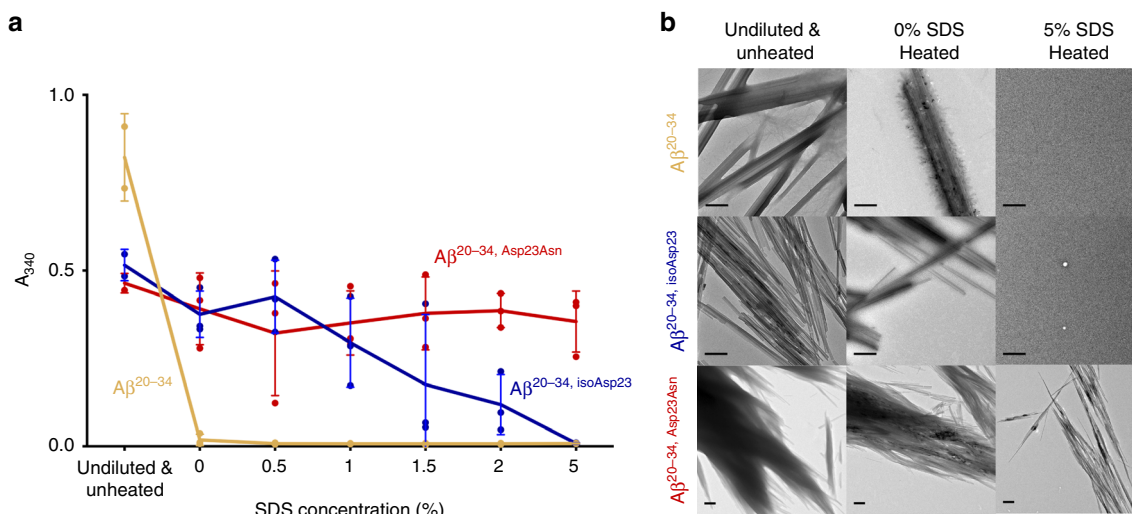 a
1.0
0.5
0.0
A340
Aβ20–34
Aβ20–34, Asp23Asn
Aβ20–34, isoAsp23
Undiluted &
unheated
0
0.5
1
1.5
2
5
SDS concentration (%)
b
Undiluted &
unheated
0% SDS
Heated
5% SDS
Heated
Aβ20–34
Aβ20–34, isoAsp23
Aβ20–34, Asp23Asn